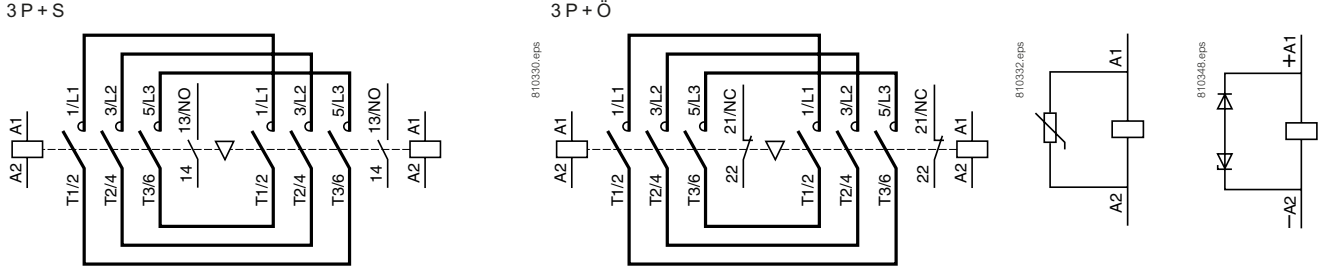 3 P + S
A1
A2
1/L1
3/L2
5/L3
13/NO
14
T1/2
T2/4
T3/6
1/L1
3/L2
5/L3
13/NO
14
T1/2
T2/4
T3/6
A1
A2
3 P + Ö
810330.eps
A1
A2
1/L1
3/L2
5/L3
21/NC
22
T1/2
T2/4
T3/6
1/L1
3/L2
5/L3
21/NC
22
T1/2
T2/4
T3/6
A1
A2
810332.eps
A1
A2
810348.eps
+A1
–A2